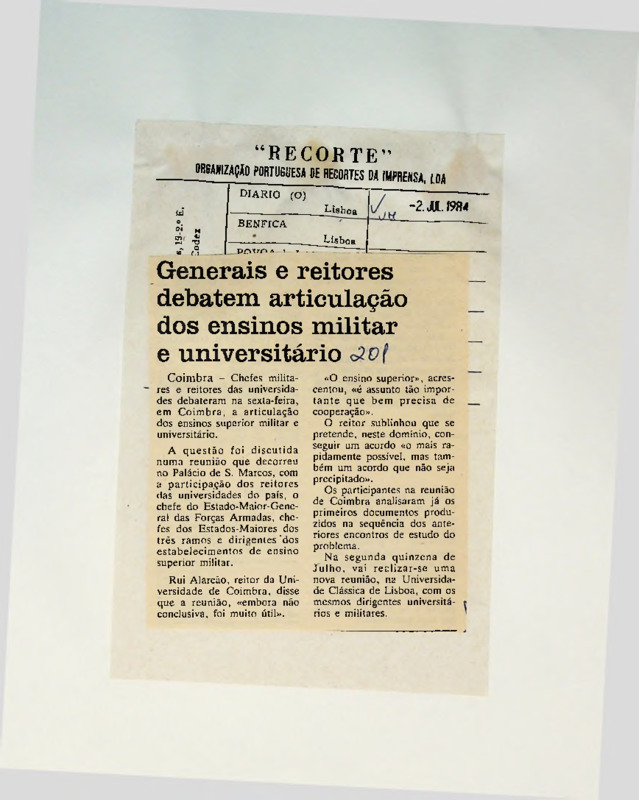 "RECORTE"
ORGANIZAÇÃO PORTUGUESA DE RECORTES DA IMPRENSA, LDA
DIARIO (O)
Lisboa
-2. JUL. 1984
BENFICA
Lisboa
19-2.º E.
Codex
Generais e reitores
debatem articulação
dos ensinos militar
e universitário 201
Coimbra – Chefes milita-
res e reitores das universida-
des debateram na sexta-feira,
em Coimbra, a articulação
dos ensinos superior militar e
universitário.
A questão foi discutida
numa reunião que decorreu
no Palácio de S. Marcos, com
a participação dos reitores
das universidades do país, o
chefe do Estado-Maior-Gene-
ral das Forças Armadas, che-
fes dos Estados-Maiores dos
três ramos e dirigentes dos
estabelecimentos de ensino
superior militar.
Rui Alarcão, reitor da Uni-
versidade de Coimbra, disse
que a reunião, «embora não
conclusiva, foi muito útil».
«O ensino superior», acres-
centou, «é assunto tão impor-
tante que bem precisa de
cooperação».
O reitor sublinhou que se
pretende, neste domínio, con-
seguir um acordo «o mais ra-
pidamente possível, mas tam-
bém um acordo que não seja
precipitado».
Os participantes na reunião
de Coimbra analisaram já os
primeiros documentos produ-
zidos na sequência dos ante-
riores encontros de estudo do
problema.
Na segunda quinzena de
Julho, vai realizar-se uma
nova reunião, na Universida-
de Clássica de Lisboa, com os
mesmos dirigentes universitá-
rios e militares.